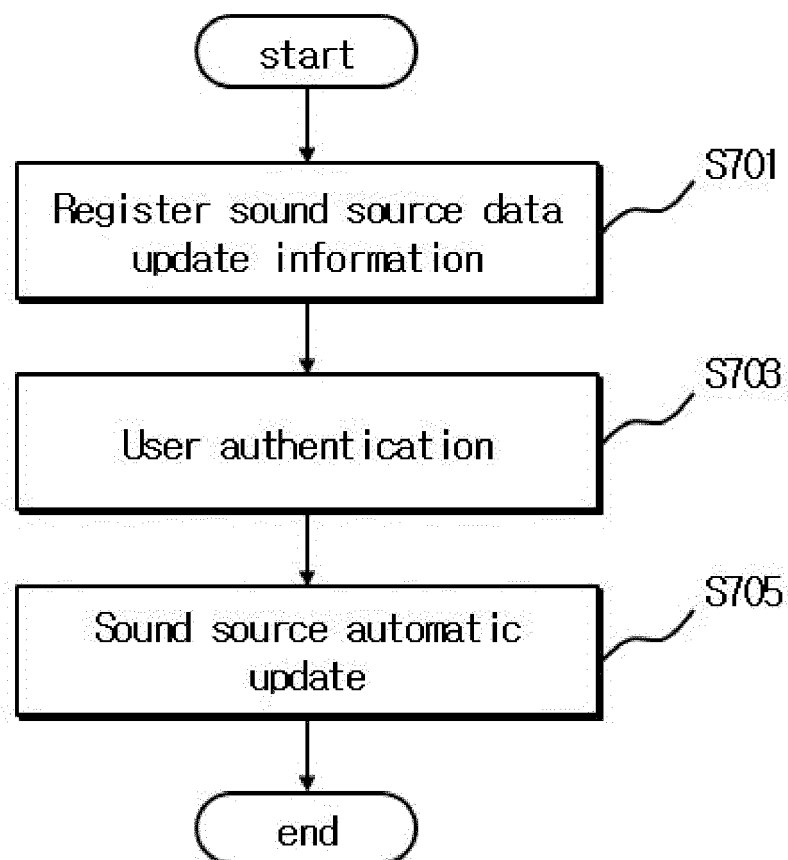 start
S701
Register sound source data
update information
S703
User authentication
S705
Sound source automatic
update
end